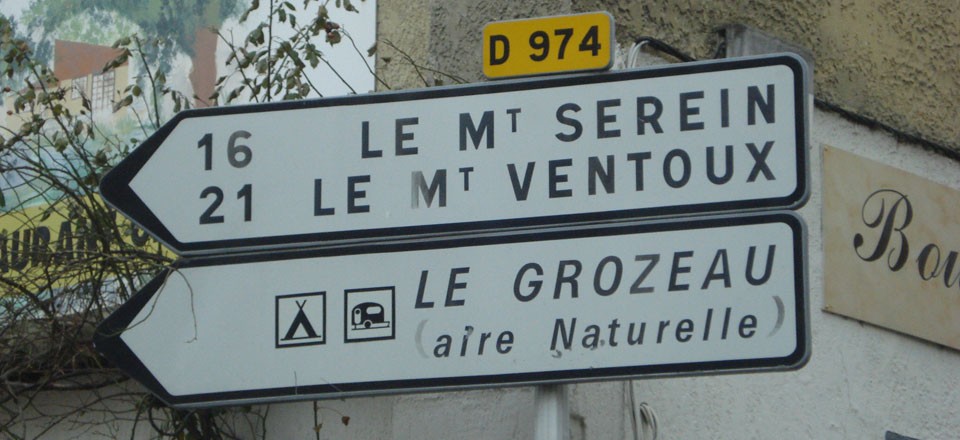 D 974
16 LE Mᵀ SEREIN
21 LE Mᵀ VENTOUX
LE GROZEAU
(aire Naturelle)